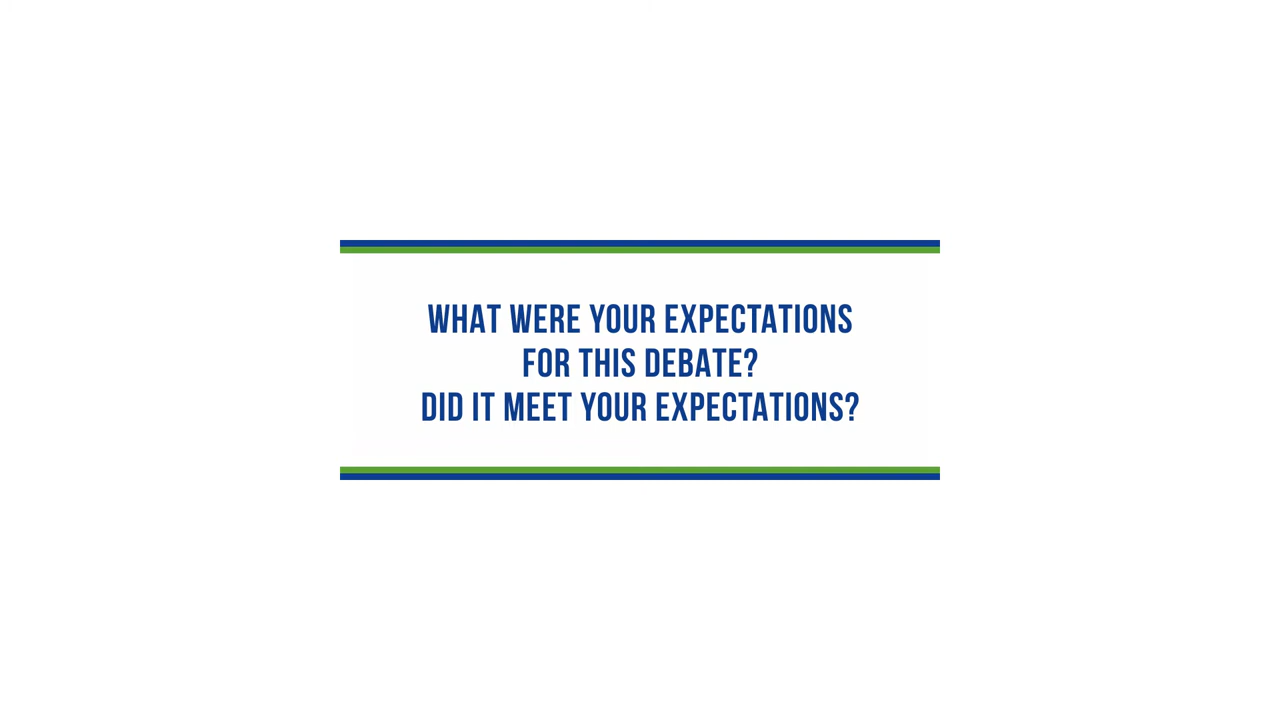 WHAT WERE YOUR EXPECTATIONS
FOR THIS DEBATE?
DID IT MEET YOUR EXPECTATIONS?